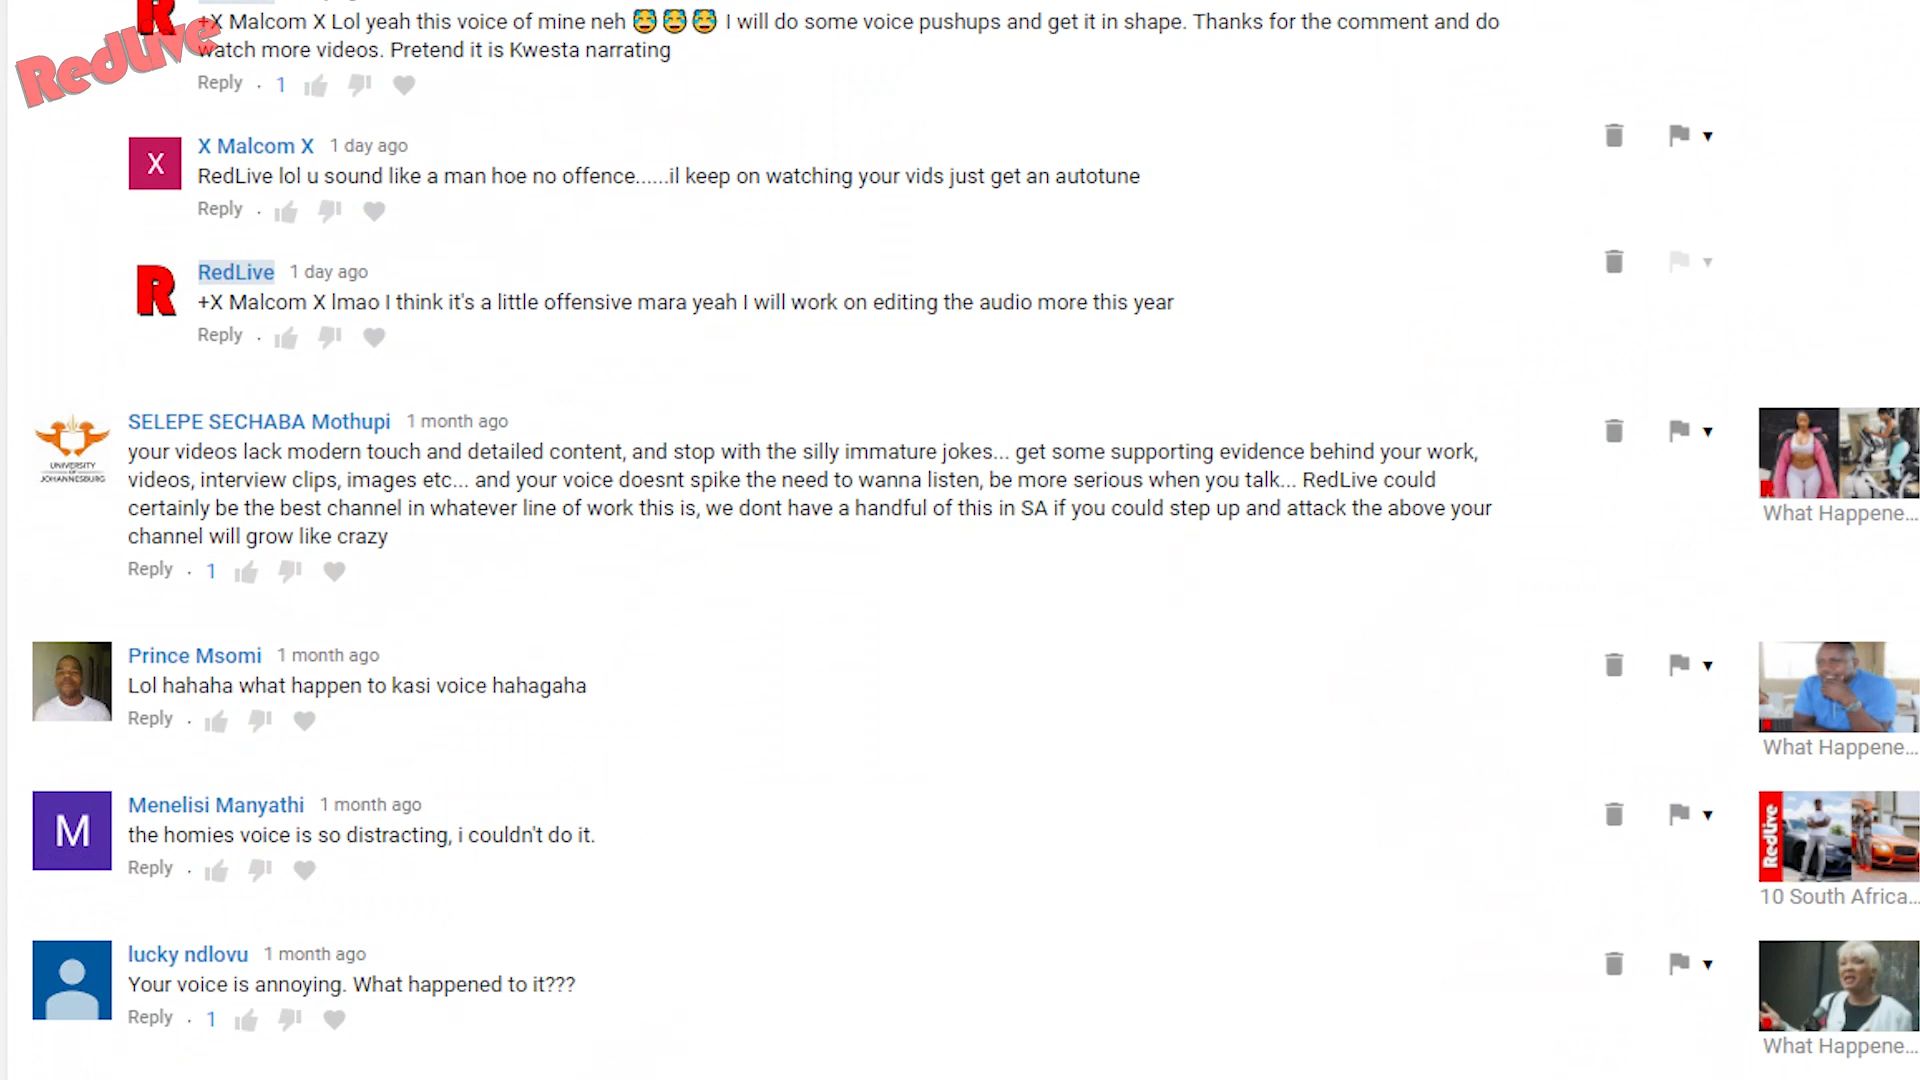 RedLive
+X Malcom X Lol yeah this voice of mine neh 😂😂😂 I will do some voice pushups and get it in shape. Thanks for the comment and do
watch more videos. Pretend it is Kwesta narrating
Reply · 1
X
X Malcom X 1 day ago
RedLive lol u sound like a man hoe no offence......il keep on watching your vids just get an autotune
Reply ·
R
RedLive 1 day ago
+X Malcom X lmao I think it's a little offensive mara yeah I will work on editing the audio more this year
Reply ·
UNIVERSITY
OF
JOHANNESBURG
SELEPE SECHABA Mothupi 1 month ago
your videos lack modern touch and detailed content, and stop with the silly immature jokes... get some supporting evidence behind your work,
videos, interview clips, images etc... and your voice doesnt spike the need to wanna listen, be more serious when you talk... RedLive could
certainly be the best channel in whatever line of work this is, we dont have a handful of this in SA if you could step up and attack the above your
channel will grow like crazy
Reply · 1
R
What Happene...
Prince Msomi 1 month ago
Lol hahaha what happen to kasi voice hahagaha
Reply ·
What Happene...
M
Menelisi Manyathi 1 month ago
the homies voice is so distracting, i couldn't do it.
Reply ·
RedLive
10 South Africa...
lucky ndlovu 1 month ago
Your voice is annoying. What happened to it???
Reply · 1
What Happene...